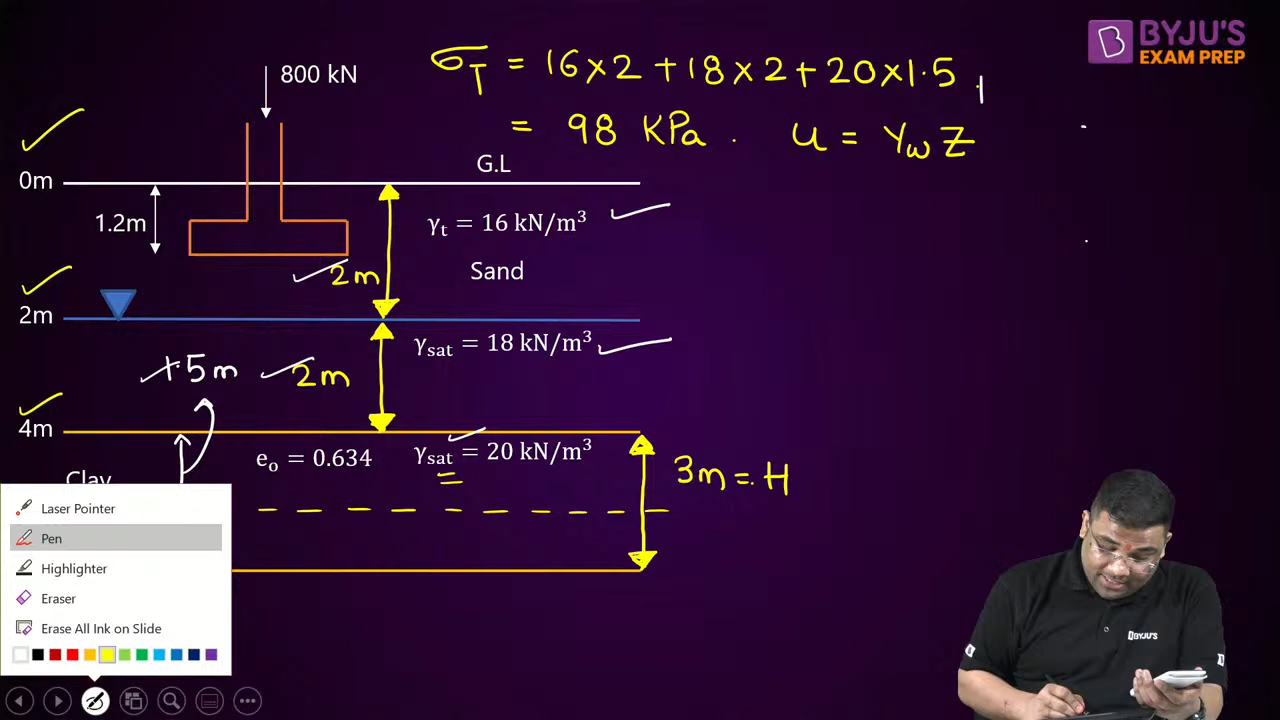 BYJU'S
EXAM PREP
σT = 16×2 + 18×2 + 20×1.5
= 98 KPa. u = γw Z
800 kN
G.L
0m
1.2m
γt = 16 kN/m³
Sand
2m
2m
γsat = 18 kN/m³
1.5m
2m
4m
γsat = 20 kN/m³
eo = 0.634
Clay
3m = H
Laser Pointer
Pen
Highlighter
Eraser
Erase All Ink on Slide
BYJU'S